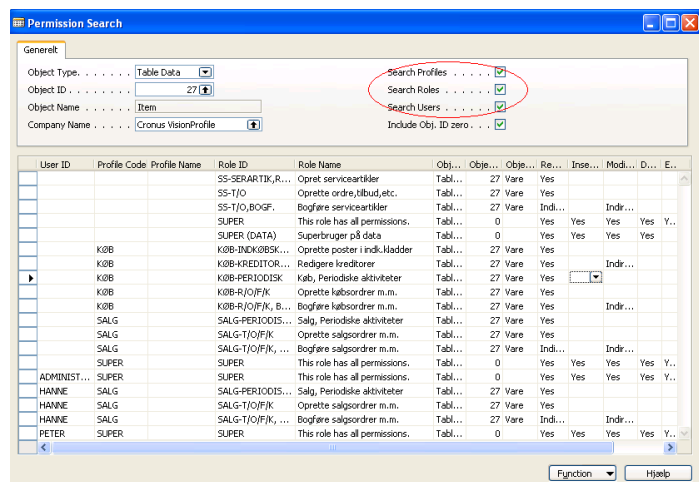 Permission Search
Generelt
Object Type. . . . . . . Table Data
Object ID . . . . . . . . 27
Object Name . . . . . . Item
Company Name . . . . . Cronus VisionProfile
Search Profiles . . . . .
Search Roles . . . . . .
Search Users . . . . . .
Include Obj. ID zero. . .
User ID Profile Code Profile Name Role ID Role Name Obj... Obje... Obje... Re... Inse... Modi... D... E...
SS-SERARTIK,R... Opret serviceartikler Tabl... 27 Vare Yes
SS-T/O Oprette ordre,tilbud,etc. Tabl... 27 Vare Yes
SS-T/O,BOGF. Bogføre serviceartikler Tabl... 27 Vare Indi... Indir...
SUPER This role has all permissions. Tabl... 0 Yes Yes Yes Yes Y...
SUPER (DATA) Superbruger på data Tabl... 0 Yes Yes Yes Yes
KØB KØB-INDKØBSK... Oprette poster i indk.kladder Tabl... 27 Vare Yes
KØB KØB-KREDITOR... Redigere kreditorer Tabl... 27 Vare Yes Indir...
KØB KØB-PERIODISK Køb, Periodiske aktiviteter Tabl... 27 Vare Yes
KØB KØB-R/O/F/K Oprette købsordrer m.m. Tabl... 27 Vare Yes
KØB KØB-R/O/F/K, B... Bogføre købsordrer m.m. Tabl... 27 Vare Yes Indir...
SALG SALG-PERIODIS... Salg, Periodiske aktiviteter Tabl... 27 Vare Yes
SALG SALG-T/O/F/K Oprette salgsordrer m.m. Tabl... 27 Vare Yes
SALG SALG-T/O/F/K, ... Bogføre salgsordrer m.m. Tabl... 27 Vare Indi... Indir...
SUPER SUPER This role has all permissions. Tabl... 0 Yes Yes Yes Yes Y...
ADMINIST... SUPER SUPER This role has all permissions. Tabl... 0 Yes Yes Yes Yes Y...
HANNE SALG SALG-PERIODIS... Salg, Periodiske aktiviteter Tabl... 27 Vare Yes
HANNE SALG SALG-T/O/F/K Oprette salgsordrer m.m. Tabl... 27 Vare Yes
HANNE SALG SALG-T/O/F/K, ... Bogføre salgsordrer m.m. Tabl... 27 Vare Indi... Indir...
PETER SUPER SUPER This role has all permissions. Tabl... 0 Yes Yes Yes Yes Y...
Function Hjælp